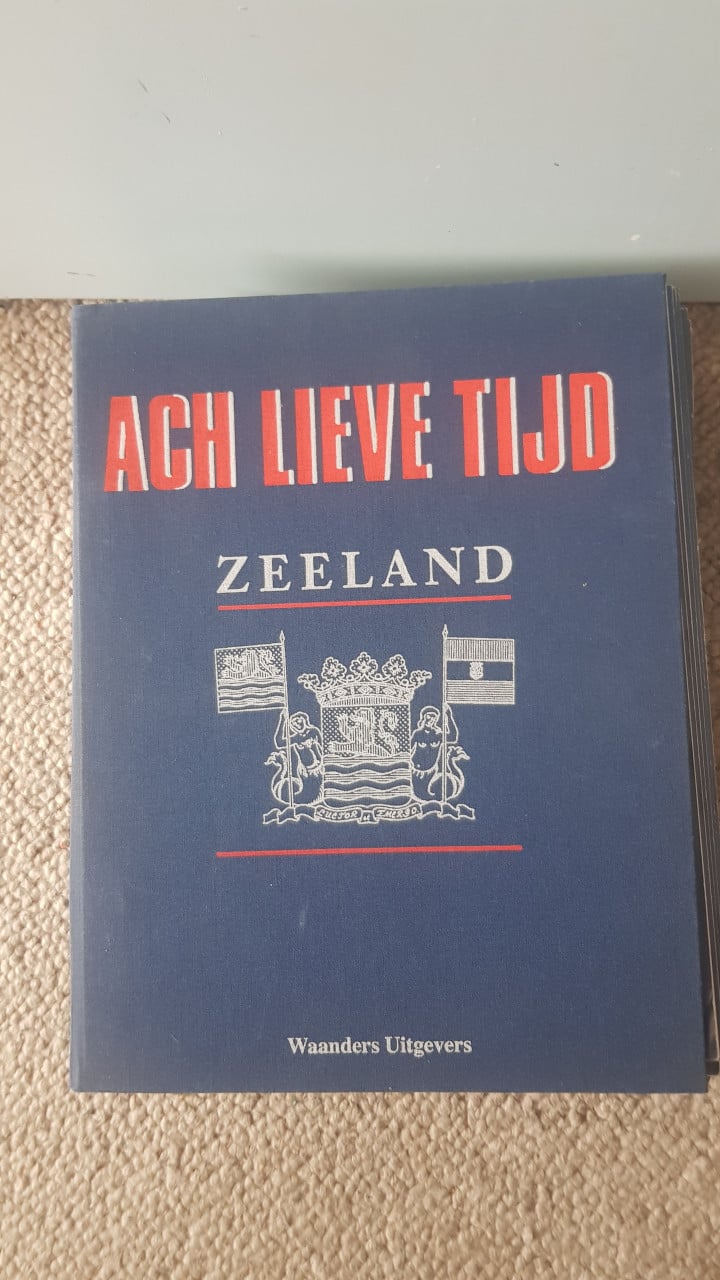 ACH LIEVE TIJD
ZEELAND
LUCTOR ET EMERGO
Waanders Uitgevers